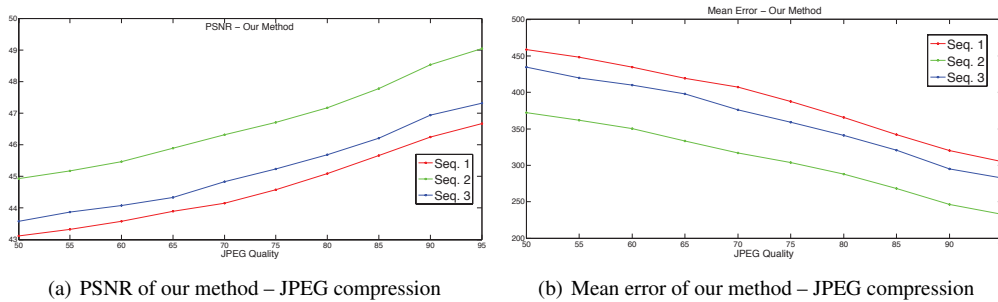 PSNR – Our Method
50
49
48
47
46
45
44
43
50 55 60 65 70 75 80 85 90 95
JPEG Quality
Seq. 1
Seq. 2
Seq. 3
(a) PSNR of our method – JPEG compression
Mean Error – Our Method
500
450
400
350
300
250
200
50 55 60 65 70 75 80 85 90
JPEG Quality
Seq. 1
Seq. 2
Seq. 3
(b) Mean error of our method – JPEG compression